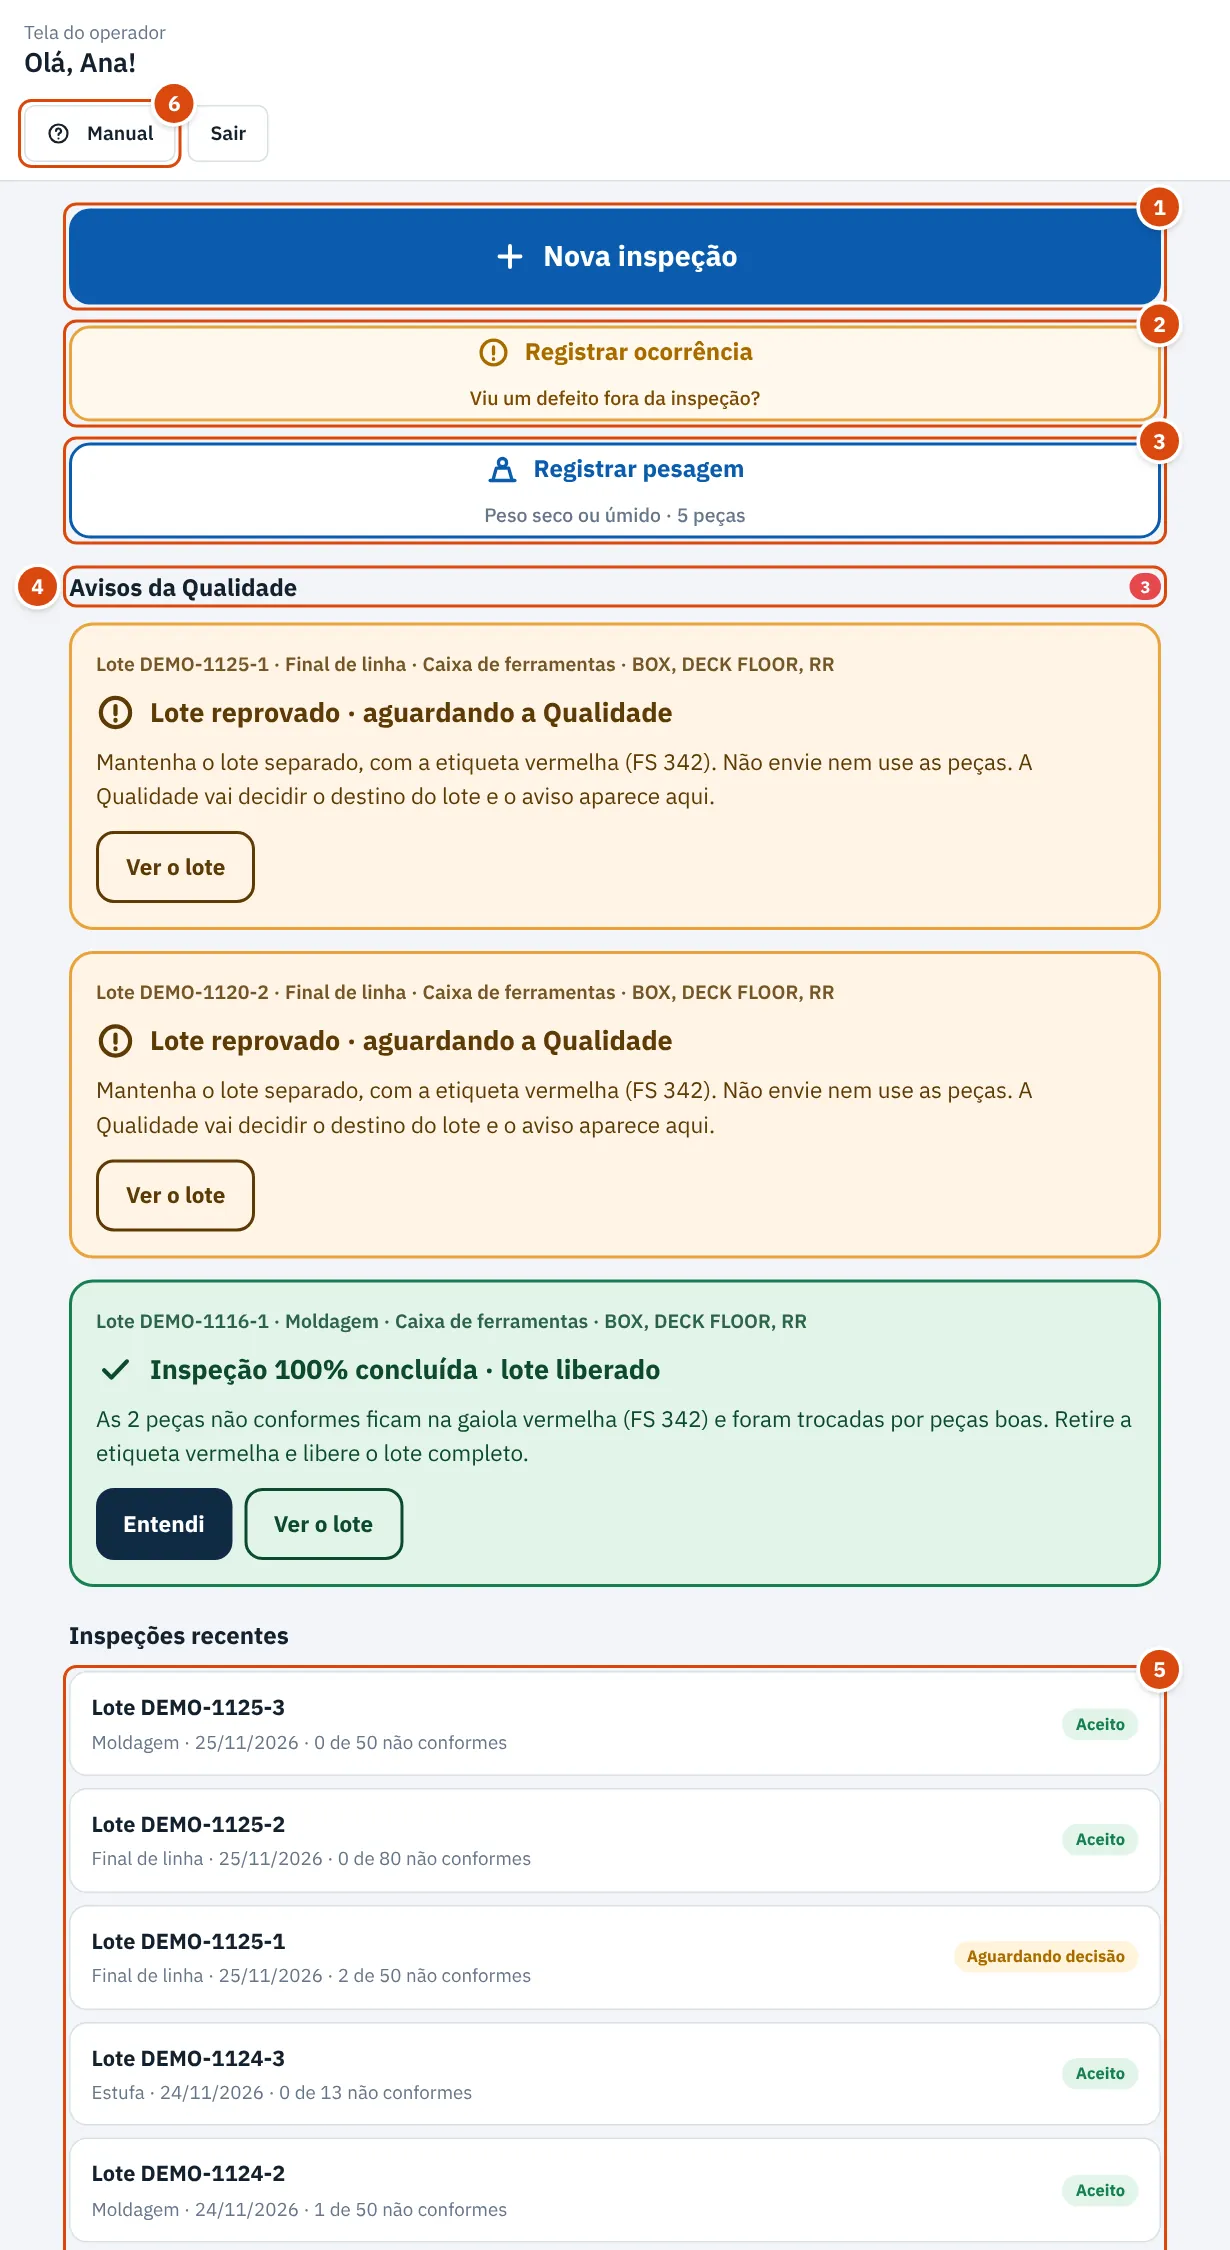 Tela do operador
Olá, Ana!
6
Manual
Sair
1
Nova inspeção
2
Registrar ocorrência
Viu um defeito fora da inspeção?
3
Registrar pesagem
Peso seco ou úmido · 5 peças
4
Avisos da Qualidade
3
Lote DEMO-1125-1 · Final de linha · Caixa de ferramentas · BOX, DECK FLOOR, RR
Lote reprovado · aguardando a Qualidade
Mantenha o lote separado, com a etiqueta vermelha (FS 342). Não envie nem use as peças. A
Qualidade vai decidir o destino do lote e o aviso aparece aqui.
Ver o lote
Lote DEMO-1120-2 · Final de linha · Caixa de ferramentas · BOX, DECK FLOOR, RR
Lote reprovado · aguardando a Qualidade
Mantenha o lote separado, com a etiqueta vermelha (FS 342). Não envie nem use as peças. A
Qualidade vai decidir o destino do lote e o aviso aparece aqui.
Ver o lote
Lote DEMO-1116-1 · Moldagem · Caixa de ferramentas · BOX, DECK FLOOR, RR
Inspeção 100% concluída · lote liberado
As 2 peças não conformes ficam na gaiola vermelha (FS 342) e foram trocadas por peças boas. Retire a
etiqueta vermelha e libere o lote completo.
Entendi
Ver o lote
Inspeções recentes
5
Lote DEMO-1125-3
Moldagem · 25/11/2026 · 0 de 50 não conformes
Aceito
Lote DEMO-1125-2
Final de linha · 25/11/2026 · 0 de 80 não conformes
Aceito
Lote DEMO-1125-1
Final de linha · 25/11/2026 · 2 de 50 não conformes
Aguardando decisão
Lote DEMO-1124-3
Estufa · 24/11/2026 · 0 de 13 não conformes
Aceito
Lote DEMO-1124-2
Moldagem · 24/11/2026 · 1 de 50 não conformes
Aceito